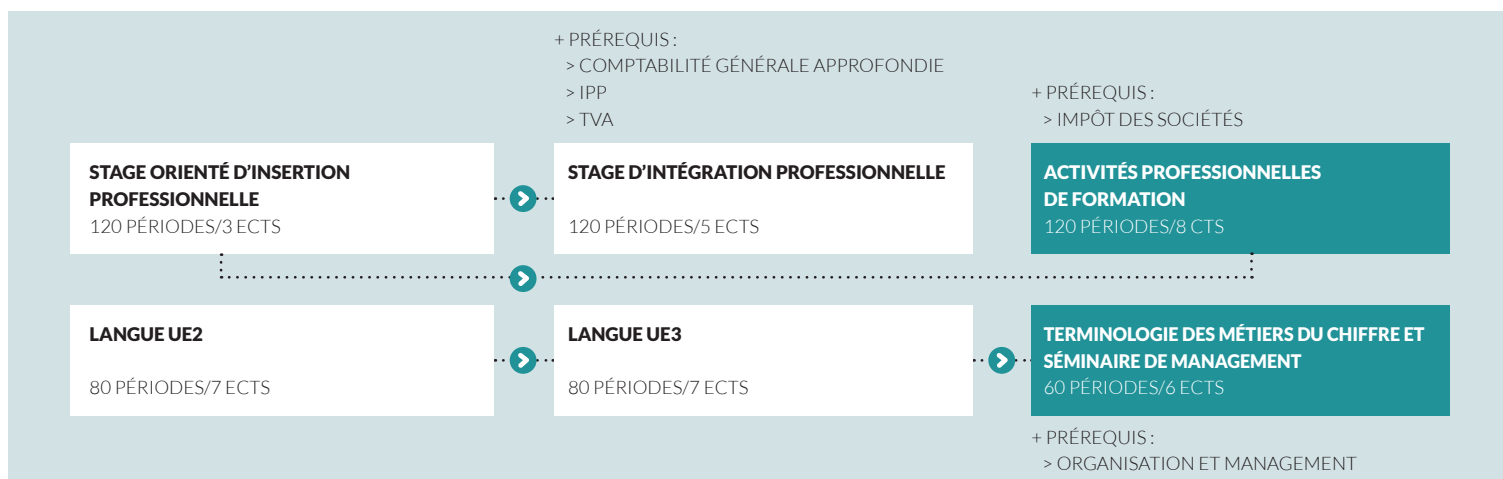 + PRÉREQUIS :
> COMPTABILITÉ GÉNÉRALE APPROFONDIE
> IPP
> TVA
+ PRÉREQUIS :
> IMPÔT DES SOCIÉTÉS
STAGE ORIENTÉ D'INSERTION
PROFESSIONNELLE
120 PÉRIODES/3 ECTS
STAGE D'INTÉGRATION PROFESSIONNELLE
120 PÉRIODES/5 ECTS
ACTIVITÉS PROFESSIONNELLES
DE FORMATION
120 PÉRIODES/8 CTS
LANGUE UE2
80 PÉRIODES/7 ECTS
LANGUE UE3
80 PÉRIODES/7 ECTS
TERMINOLOGIE DES MÉTIERS DU CHIFFRE ET
SÉMINAIRE DE MANAGEMENT
60 PÉRIODES/6 ECTS
+ PRÉREQUIS :
> ORGANISATION ET MANAGEMENT